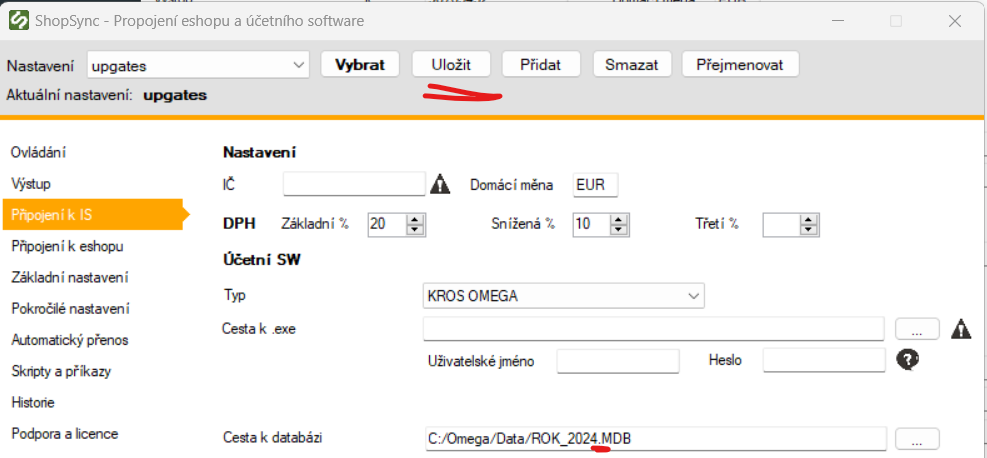 ShopSync - Propojení eshopu a účetního software
Nastavení upgates Vybrat Uložit Přidat Smazat Přejmenovat
Aktuální nastavení: upgates
Ovládání
Výstup
Připojení k IS
Připojení k eshopu
Základní nastavení
Pokročilé nastavení
Automatický přenos
Skripty a příkazy
Historie
Podpora a licence
Nastavení
IČ Domácí měna EUR
DPH Základní % 20 Snížená % 10 Třetí %
Účetní SW
Typ KROS OMEGA
Cesta k .exe ...
Uživatelské jméno Heslo ?
Cesta k databázi C:/Omega/Data/ROK_2024.MDB ...